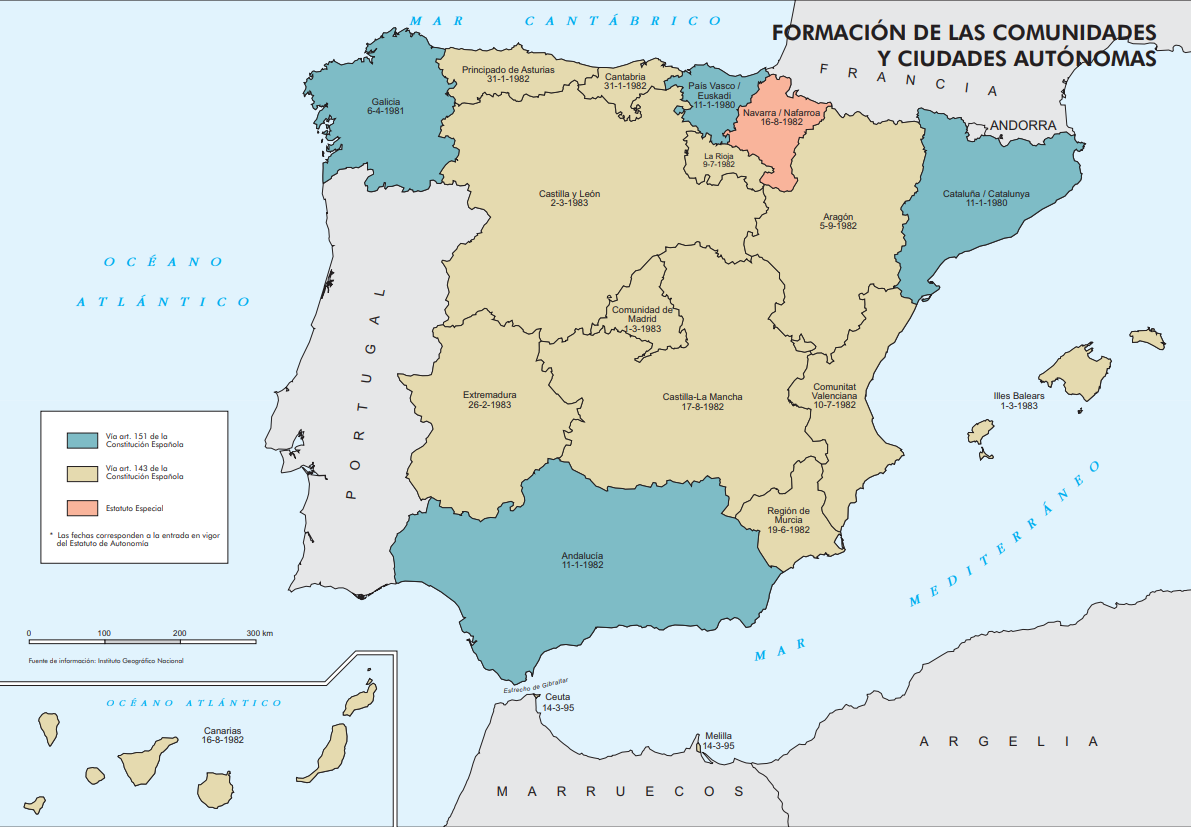 MAR CANTÁBRICO
FORMACIÓN DE LAS COMUNIDADES
Y CIUDADES AUTÓNOMAS
FRANCIA
ANDORRA
Principado de Asturias
31-1-1982
Cantabria
31-1-1982
País Vasco /
Euskadi
11-1-1980
Navarra / Nafarroa
16-8-1982
Galicia
6-4-1981
La Rioja
9-7-1982
Castilla y León
2-3-1983
Aragón
5-9-1982
Cataluña / Catalunya
11-1-1980
OCÉANO
ATLÁNTICO
PORTUGAL
Comunidad de
Madrid
1-3-1983
Extremadura
26-2-1983
Castilla-La Mancha
17-8-1982
Comunitat
Valenciana
10-7-1982
Illes Balears
1-3-1983
Vía art. 151 de la
Constitución Española
Vía art. 143 de la
Constitución Española
Estatuto Especial
* Las fechas corresponden a la entrada en vigor
del Estatuto de Autonomía
Región de
Murcia
19-6-1982
Andalucía
11-1-1982
MAR MEDITERRÁNEO
0 100 200 300 km
Fuente de información: Instituto Geográfico Nacional
Estrecho de Gibraltar
Ceuta
14-3-95
Melilla
14-3-95
OCÉANO ATLÁNTICO
Canarias
16-8-1982
MARRUECOS
ARGELIA